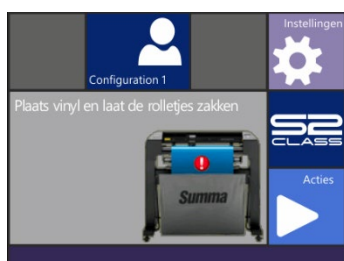 Instellingen
Configuration 1
Plaats vinyl en laat de rolletjes zakken
S2
CLASS
Acties
Summa